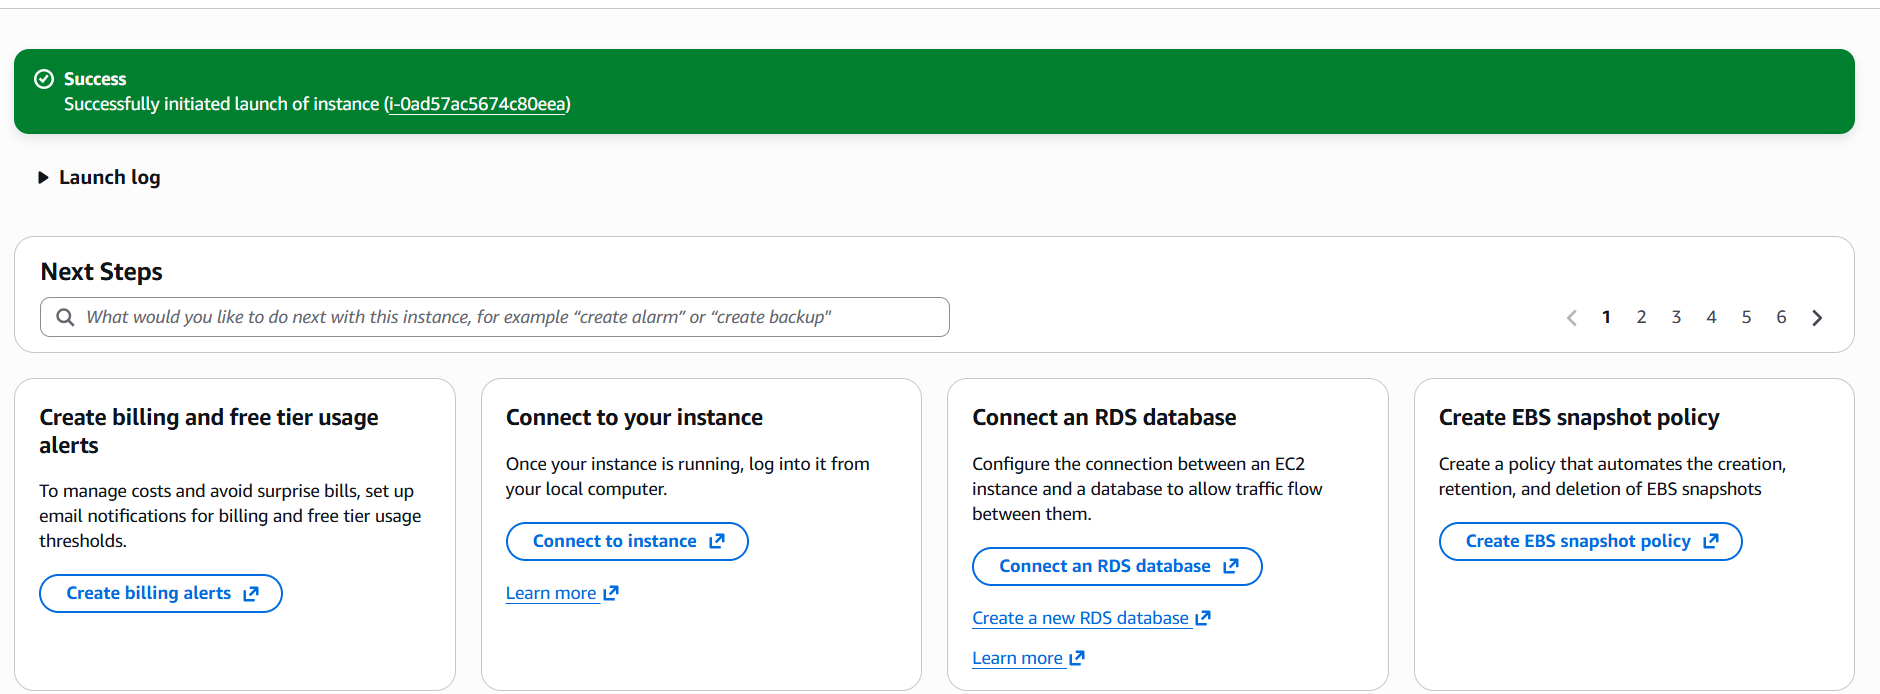 Success
Successfully initiated launch of instance (i-0ad57ac5674c80eea)
Launch log
Next Steps
What would you like to do next with this instance, for example “create alarm” or “create backup"
1 2 3 4 5 6
Create billing and free tier usage
alerts
To manage costs and avoid surprise bills, set up
email notifications for billing and free tier usage
thresholds.
Create billing alerts
Connect to your instance
Once your instance is running, log into it from
your local computer.
Connect to instance
Learn more
Connect an RDS database
Configure the connection between an EC2
instance and a database to allow traffic flow
between them.
Connect an RDS database
Create a new RDS database
Learn more
Create EBS snapshot policy
Create a policy that automates the creation,
retention, and deletion of EBS snapshots
Create EBS snapshot policy